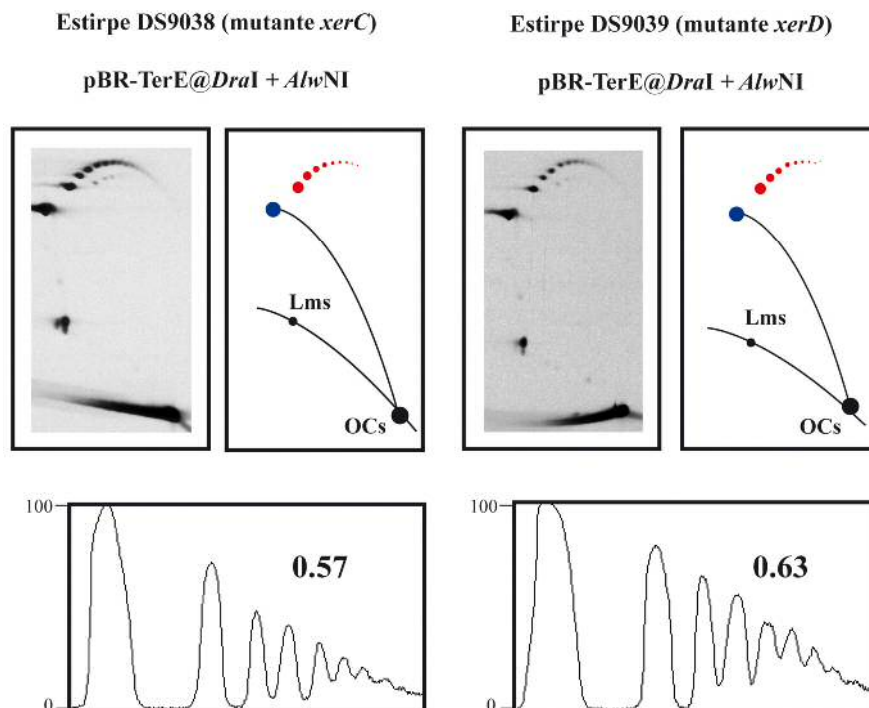 Estirpe DS9038 (mutante xerC)
pBR-TerE@DraI + AlwNI
Lms
OCs
100
0.57
0
Estirpe DS9039 (mutante xerD)
pBR-TerE@DraI + AlwNI
Lms
OCs
100
0.63
0